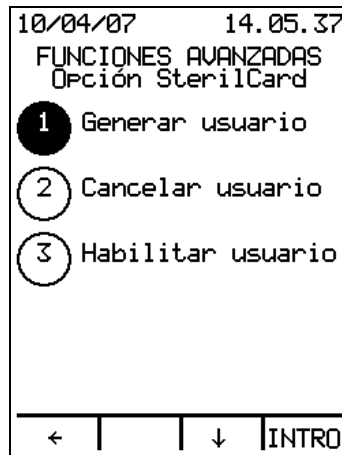 10/04/07 14.05.37
FUNCIONES AVANZADAS
Opción SterilCard
1 Generar usuario
2 Cancelar usuario
3 Habilitar usuario
← ↓ INTRO